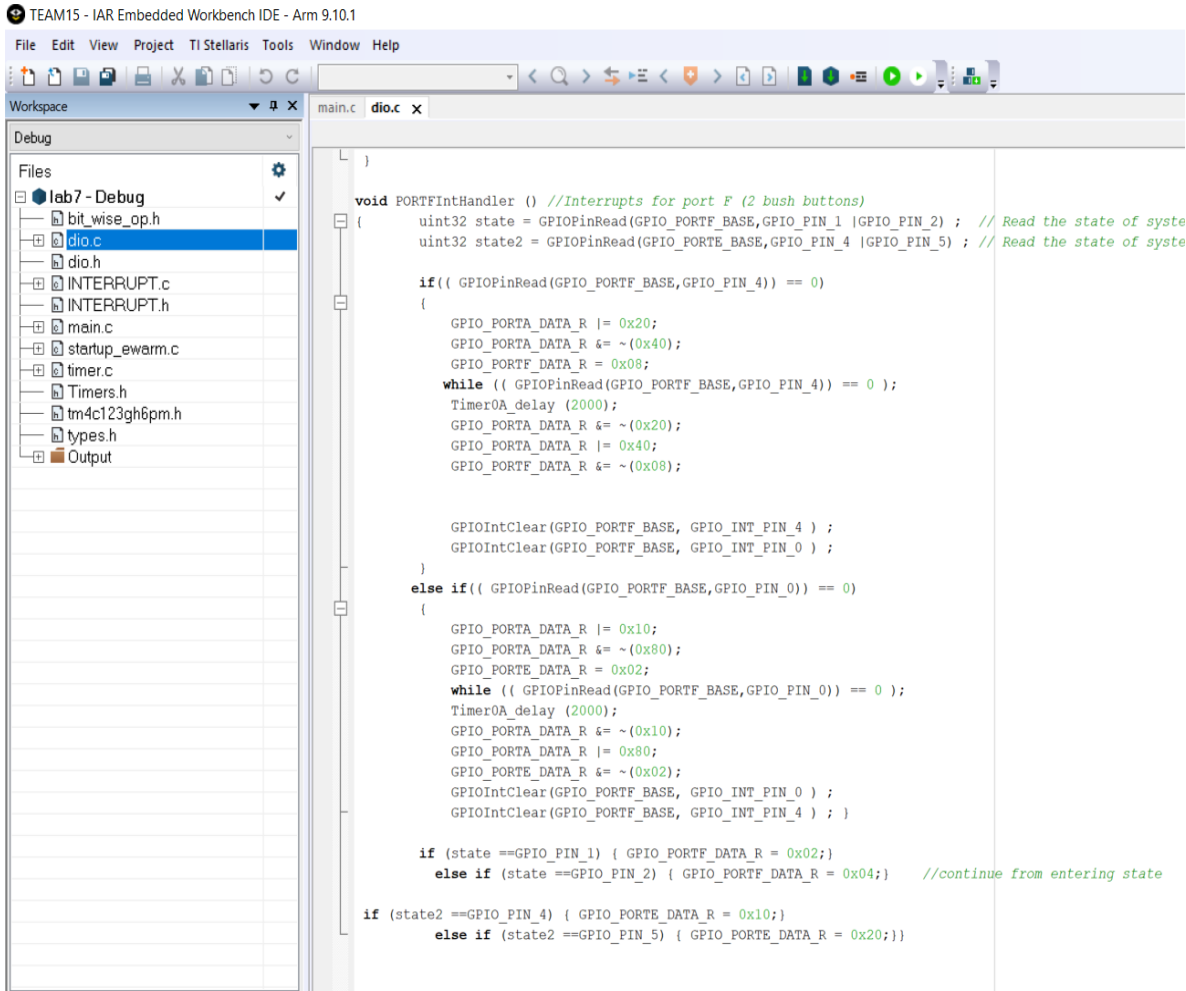 TEAM15 - IAR Embedded Workbench IDE - Arm 9.10.1
File Edit View Project TI Stellaris Tools Window Help
Workspace
main.c dio.c
Debug
Files
lab7 - Debug
bit_wise_op.h
dio.c
dio.h
INTERRUPT.c
INTERRUPT.h
main.c
startup_ewarm.c
timer.c
Timers.h
tm4c123gh6pm.h
types.h
Output
}
void PORTFIntHandler () //Interrupts for port F (2 bush buttons)
{ uint32 state = GPIOPinRead(GPIO_PORTF_BASE,GPIO_PIN_1 |GPIO_PIN_2) ; // Read the state of syste
uint32 state2 = GPIOPinRead(GPIO_PORTE_BASE,GPIO_PIN_4 |GPIO_PIN_5) ; // Read the state of syste
if(( GPIOPinRead(GPIO_PORTF_BASE,GPIO_PIN_4)) == 0)
{
GPIO_PORTA_DATA_R |= 0x20;
GPIO_PORTA_DATA_R &= ~(0x40);
GPIO_PORTF_DATA_R = 0x08;
while (( GPIOPinRead(GPIO_PORTF_BASE,GPIO_PIN_4)) == 0 );
Timer0A_delay (2000);
GPIO_PORTA_DATA_R &= ~(0x20);
GPIO_PORTA_DATA_R |= 0x40;
GPIO_PORTF_DATA_R &= ~(0x08);
GPIOIntClear(GPIO_PORTF_BASE, GPIO_INT_PIN_4 ) ;
GPIOIntClear(GPIO_PORTF_BASE, GPIO_INT_PIN_0 ) ;
}
else if(( GPIOPinRead(GPIO_PORTF_BASE,GPIO_PIN_0)) == 0)
{
GPIO_PORTA_DATA_R |= 0x10;
GPIO_PORTA_DATA_R &= ~(0x80);
GPIO_PORTE_DATA_R = 0x02;
while (( GPIOPinRead(GPIO_PORTF_BASE,GPIO_PIN_0)) == 0 );
Timer0A_delay (2000);
GPIO_PORTA_DATA_R &= ~(0x10);
GPIO_PORTA_DATA_R |= 0x80;
GPIO_PORTE_DATA_R &= ~(0x02);
GPIOIntClear(GPIO_PORTF_BASE, GPIO_INT_PIN_0 ) ;
GPIOIntClear(GPIO_PORTF_BASE, GPIO_INT_PIN_4 ) ; }
if (state ==GPIO_PIN_1) { GPIO_PORTF_DATA_R = 0x02;}
else if (state ==GPIO_PIN_2) { GPIO_PORTF_DATA_R = 0x04;} //continue from entering state
if (state2 ==GPIO_PIN_4) { GPIO_PORTE_DATA_R = 0x10;}
else if (state2 ==GPIO_PIN_5) { GPIO_PORTE_DATA_R = 0x20;}}